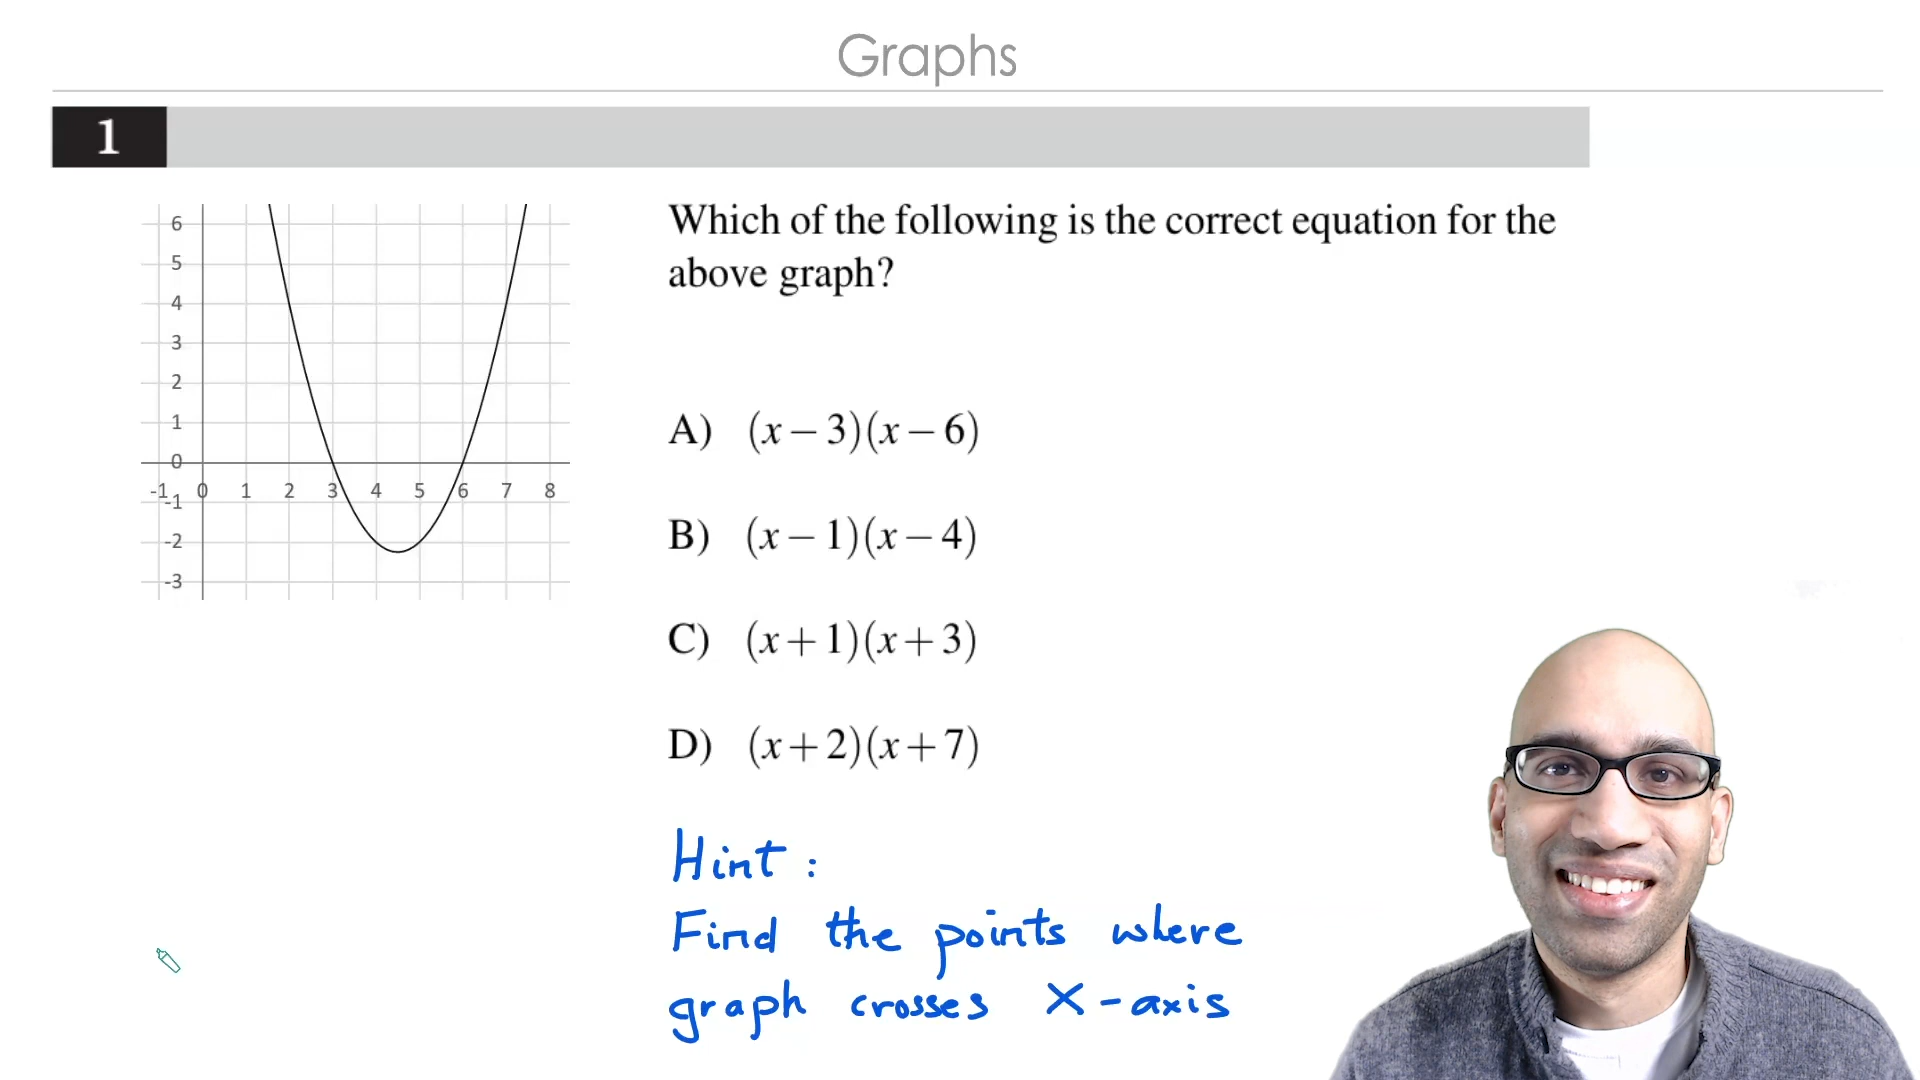 Graphs
1
6
5
4
3
2
1
0
-1 0 1 2 3 4 5 6 7 8
-1
-2
-3
Which of the following is the correct equation for the
above graph?
A) (x − 3)(x − 6)
B) (x − 1)(x − 4)
C) (x + 1)(x + 3)
D) (x + 2)(x + 7)
Hint :
Find the points where
graph crosses X-axis